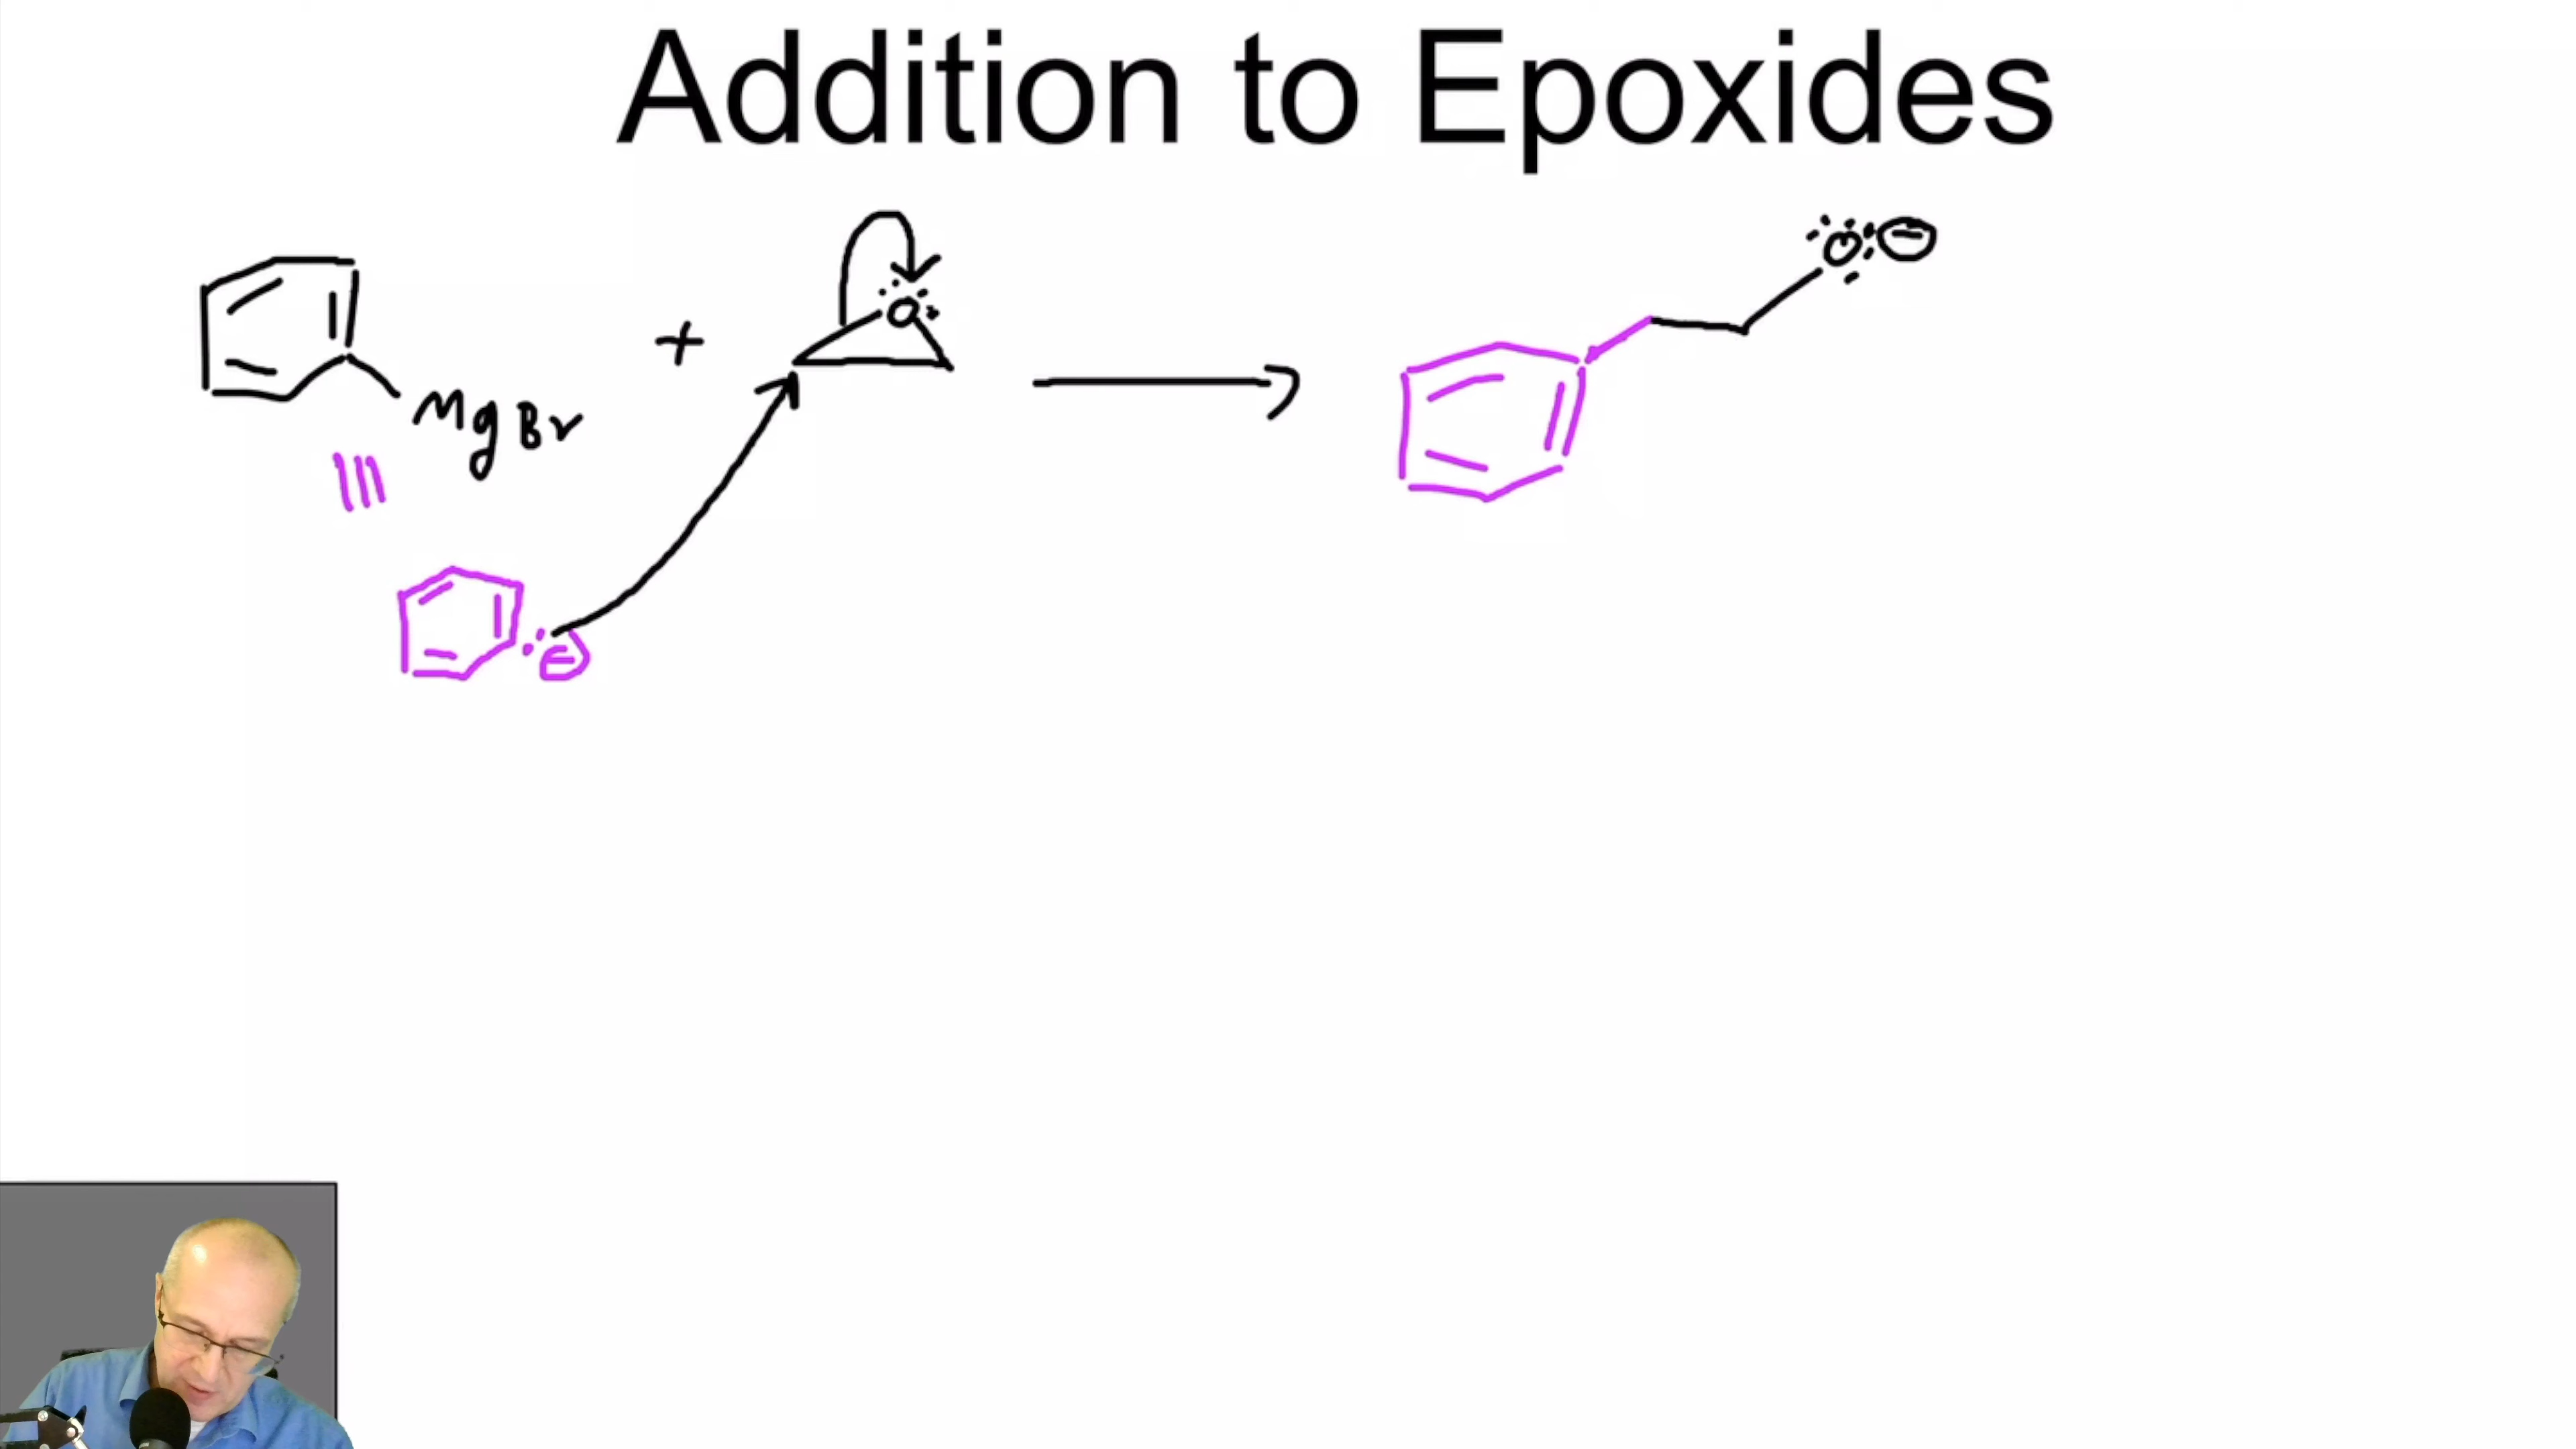 Addition to Epoxides
O ⊖
O
+
MgBr
⊖